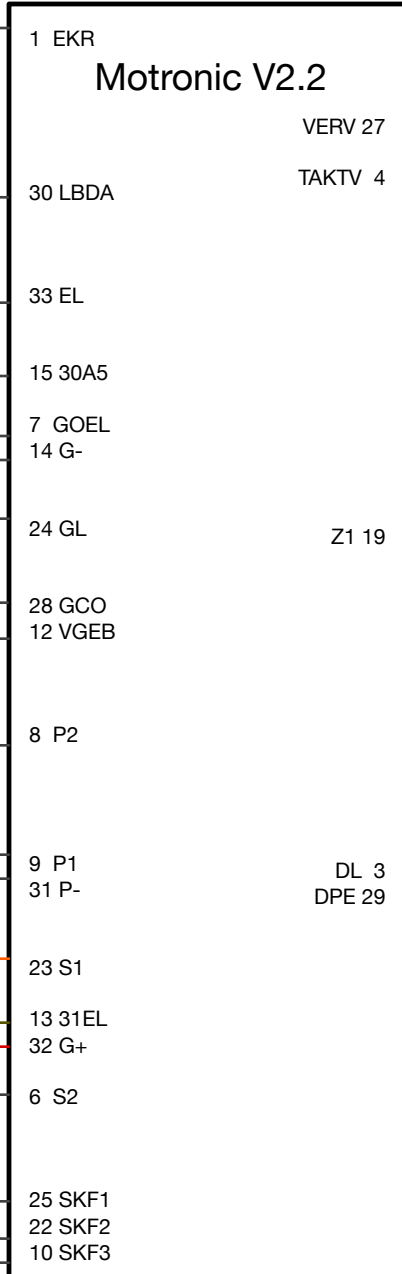 1 EKR
Motronic V2.2
VERV 27
TAKTV 4
30 LBDA
33 EL
15 30A5
7 GOEL
14 G-
24 GL
Z1 19
28 GCO
12 VGEB
8 P2
9 P1
DL 3
31 P-
DPE 29
23 S1
13 31EL
32 G+
6 S2
25 SKF1
22 SKF2
10 SKF3